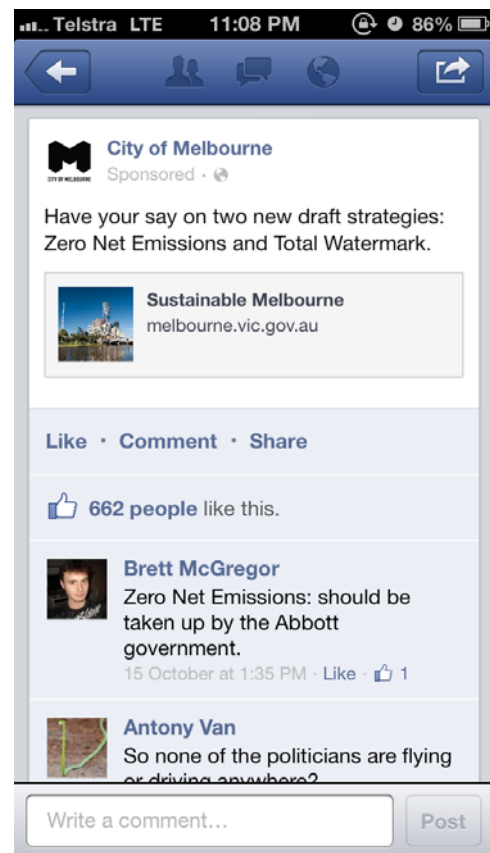 Telstra LTE 11:08 PM 86%
City of Melbourne
Sponsored ·
Have your say on two new draft strategies:
Zero Net Emissions and Total Watermark.
Sustainable Melbourne
melbourne.vic.gov.au
Like · Comment · Share
662 people like this.
Brett McGregor
Zero Net Emissions: should be
taken up by the Abbott
government.
15 October at 1:35 PM · Like · 1
Antony Van
So none of the politicians are flying
or driving anywhere?
Write a comment...
Post